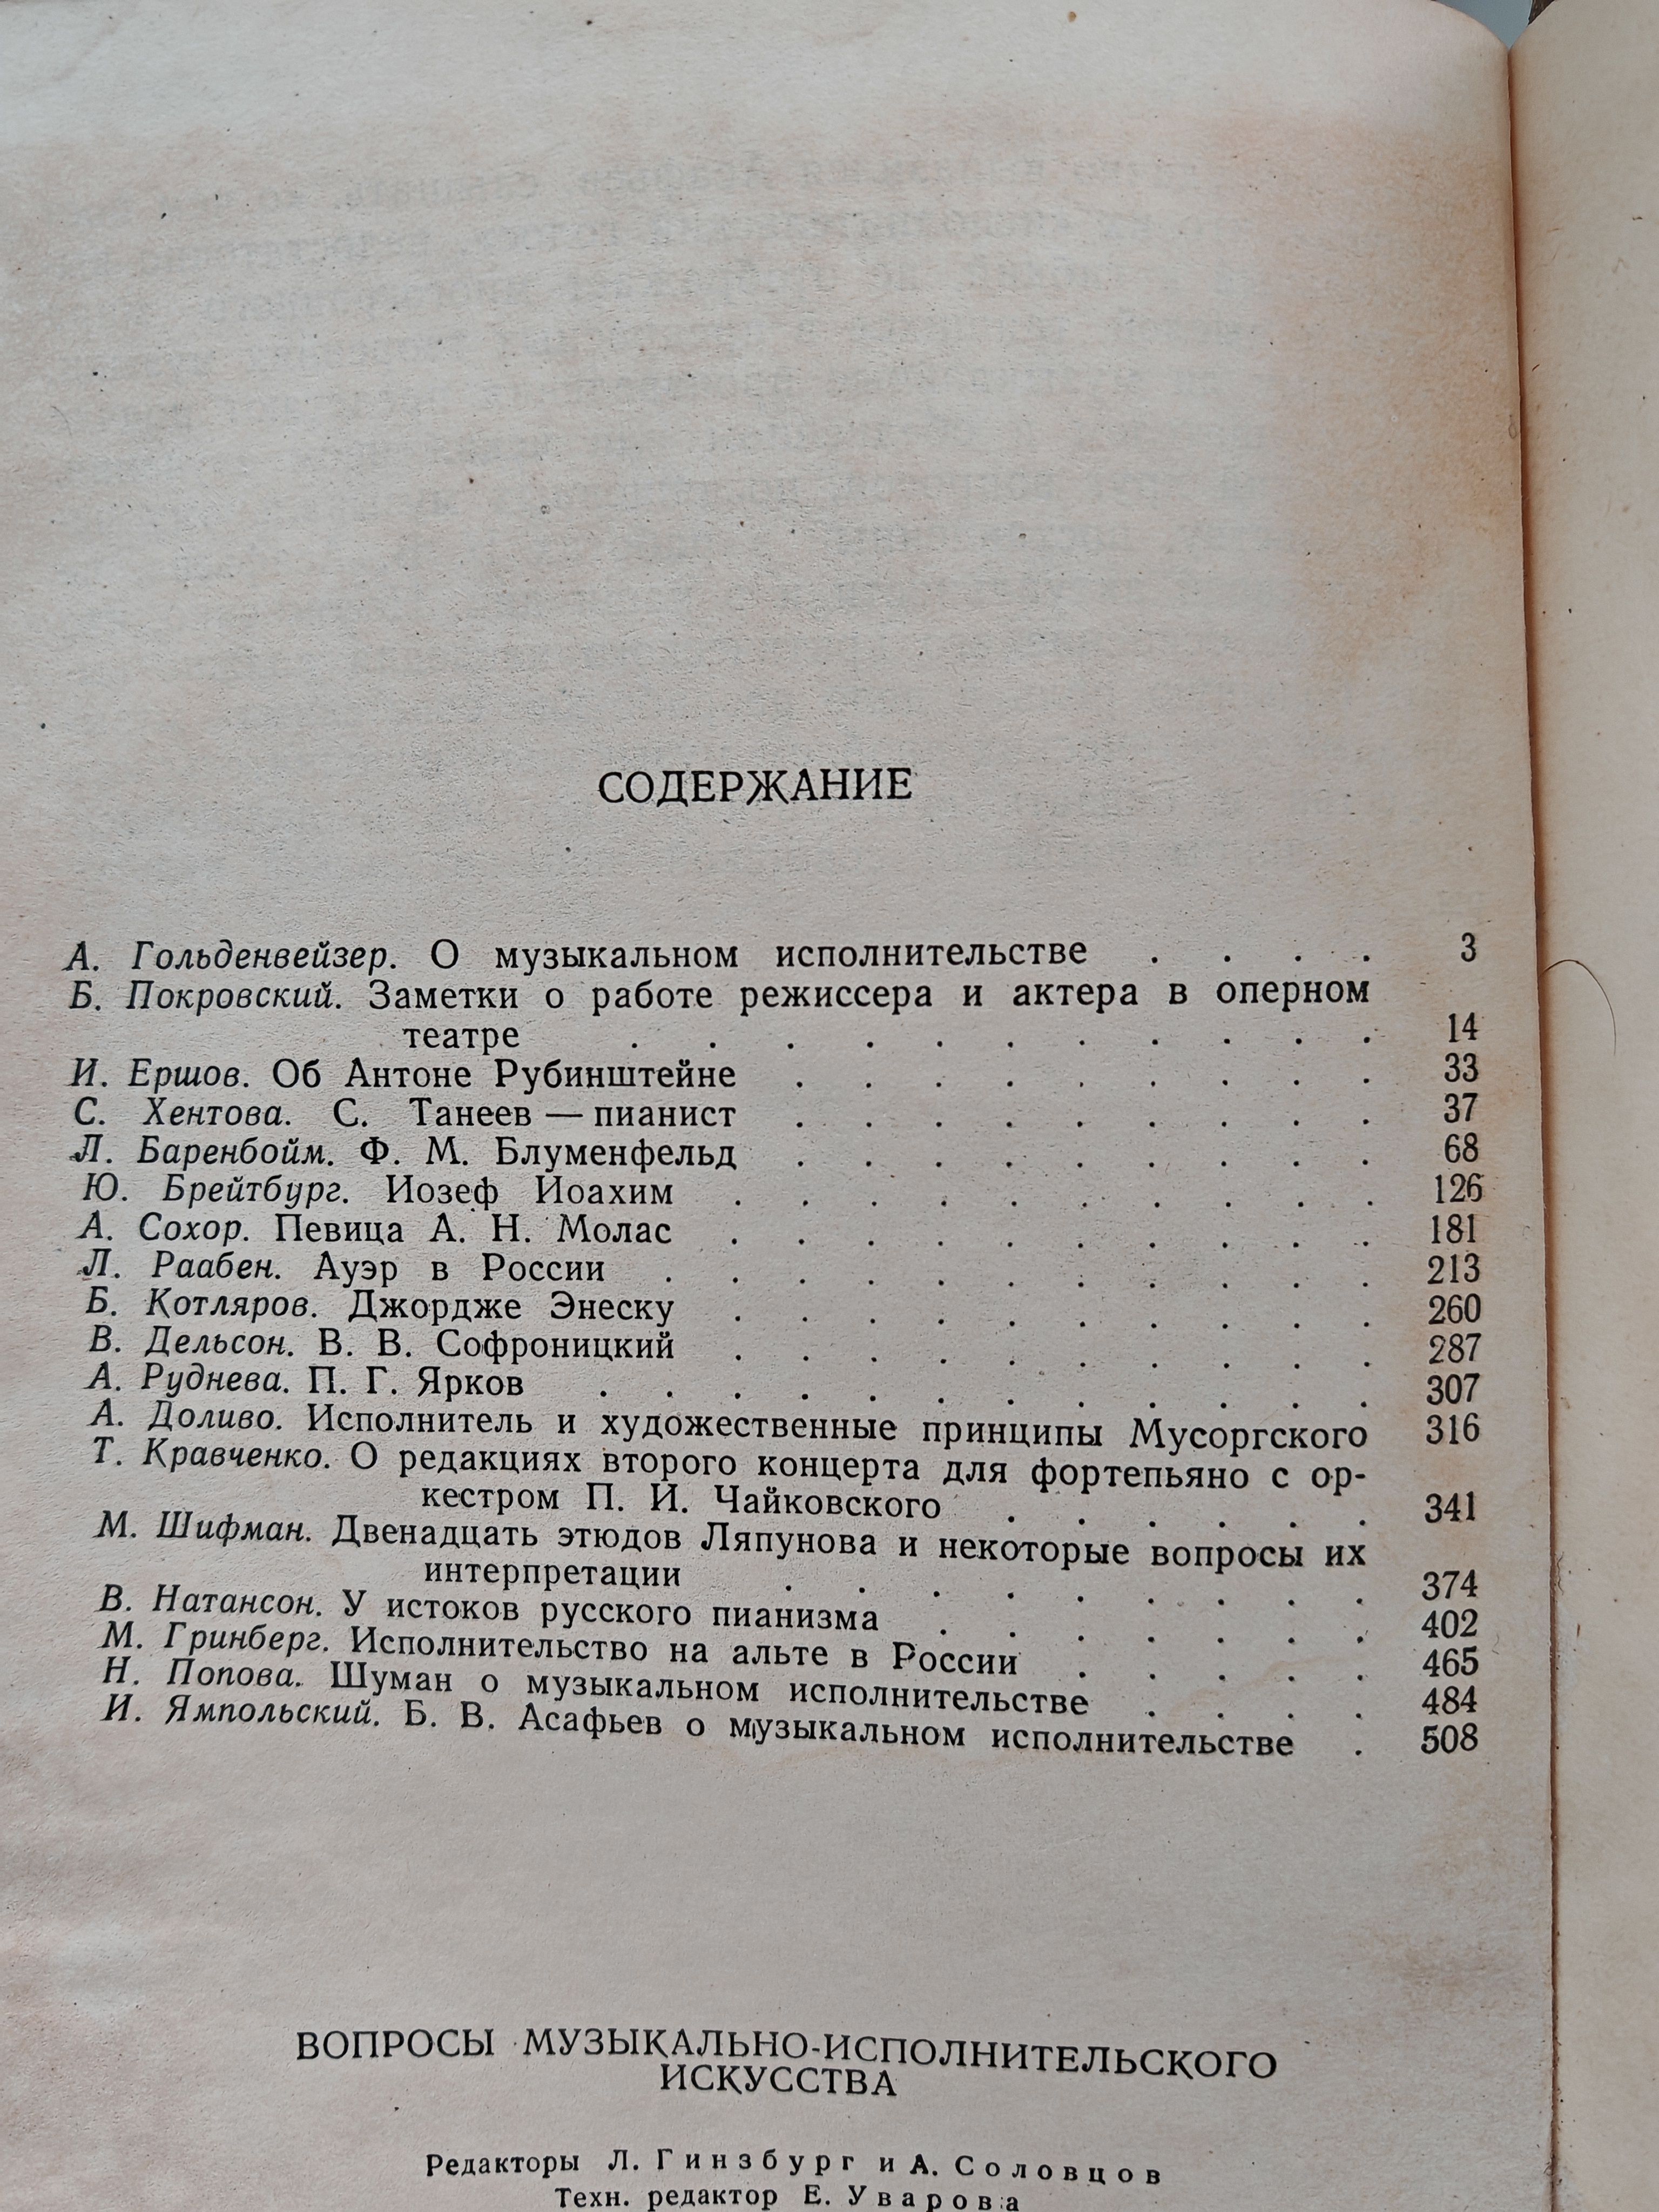 СОДЕРЖАНИЕ
А. Гольденвейзер. О музыкальном исполнительстве . . . . 3
Б. Покровский. Заметки о работе режиссера и актера в оперном
театре . . . . . . . . . . . 14
И. Ершов. Об Антоне Рубинштейне . . . . . . . . . 33
С. Хентова. С. Танеев — пианист . . . . . . . . . 37
Л. Баренбойм. Ф. М. Блуменфельд . . . . . . . . . 68
Ю. Брейтбург. Иозеф Иоахим . . . . . . . . . . 126
А. Сохор. Певица А. Н. Молас . . . . . . . . . . 181
Л. Раабен. Ауэр в России . . . . . . . . . . . 213
Б. Котляров. Джордже Энеску . . . . . . . . . . 260
В. Дельсон. В. В. Софроницкий . . . . . . . . . . 287
А. Руднева. П. Г. Ярков . . . . . . . . . . . . 307
А. Доливо. Исполнитель и художественные принципы Мусоргского 316
Т. Кравченко. О редакциях второго концерта для фортепьяно с ор-
кестром П. И. Чайковского . . . . . . 341
М. Шифман. Двенадцать этюдов Ляпунова и некоторые вопросы их
интерпретации . . . . . . . . . 374
В. Натансон. У истоков русского пианизма . . . . . . . 402
М. Гринберг. Исполнительство на альте в России . . . . . 465
Н. Попова. Шуман о музыкальном исполнительстве . . . . 484
И. Ямпольский. Б. В. Асафьев о музыкальном исполнительстве . 508
ВОПРОСЫ МУЗЫКАЛЬНО-ИСПОЛНИТЕЛЬСКОГО
ИСКУССТВА
Редакторы Л. Гинзбург и А. Соловцов
Техн. редактор Е. Уварова